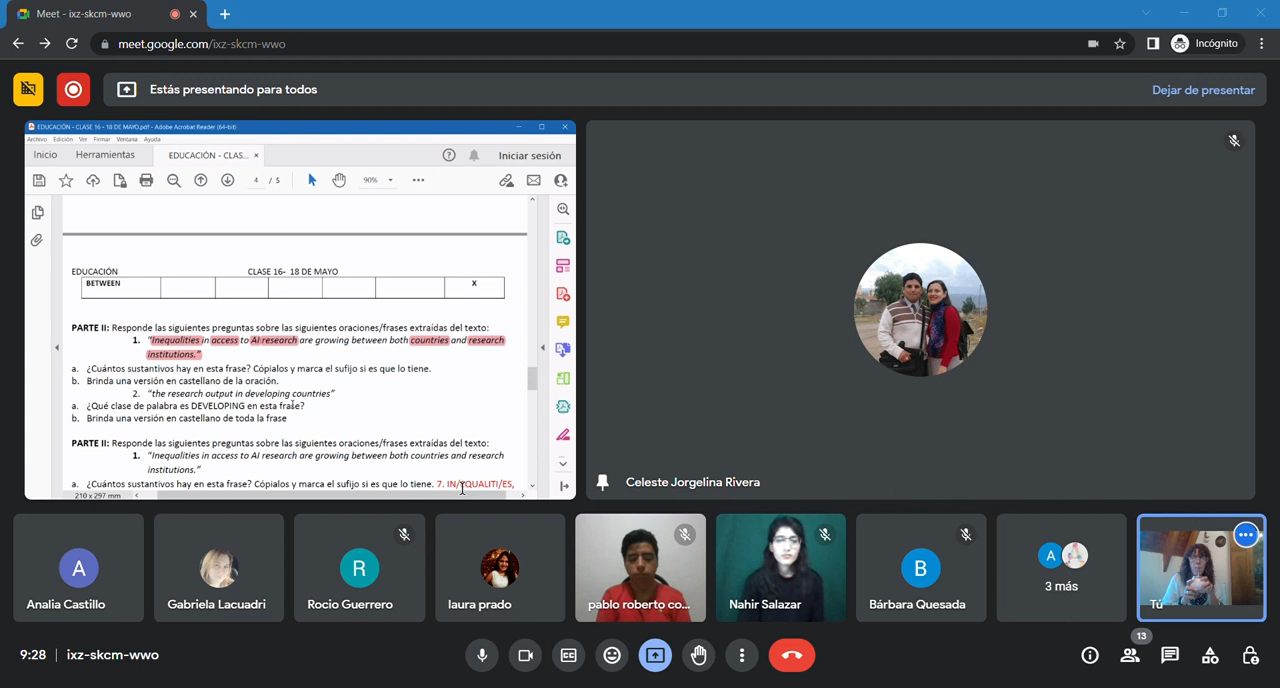 Meet - ixz-skcm-wwo
meet.google.com/ixz-skcm-wwo
Incógnito
Estás presentando para todos
Dejar de presentar
EDUCACIÓN - CLASE 16 - 18 DE MAYO.pdf - Adobe Acrobat Reader (64-bit)
Archivo Edición Ver Firmar Ventana Ayuda
Inicio Herramientas EDUCACIÓN - CLAS... Iniciar sesión
4 / 5 90%
EDUCACIÓN CLASE 16- 18 DE MAYO
BETWEEN X
PARTE II: Responde las siguientes preguntas sobre las siguientes oraciones/frases extraídas del texto:
1. "Inequalities in access to AI research are growing between both countries and research
institutions."
a. ¿Cuántos sustantivos hay en esta frase? Cópialos y marca el sufijo si es que lo tiene.
b. Brinda una versión en castellano de la oración.
2. "the research output in developing countries"
a. ¿Qué clase de palabra es DEVELOPING en esta frase?
b. Brinda una versión en castellano de toda la frase
PARTE II: Responde las siguientes preguntas sobre las siguientes oraciones/frases extraídas del texto:
1. "Inequalities in access to AI research are growing between both countries and research
institutions."
a. ¿Cuántos sustantivos hay en esta frase? Cópialos y marca el sufijo si es que lo tiene. 7.
210 x 297 mm
Celeste Jorgelina Rivera
Analia Castillo
Gabriela Lacuadri
Rocio Guerrero
laura prado
pablo roberto co...
Nahir Salazar
Bárbara Quesada
A
R
B
A
3 más
Tú
9:28 ixz-skcm-wwo
13